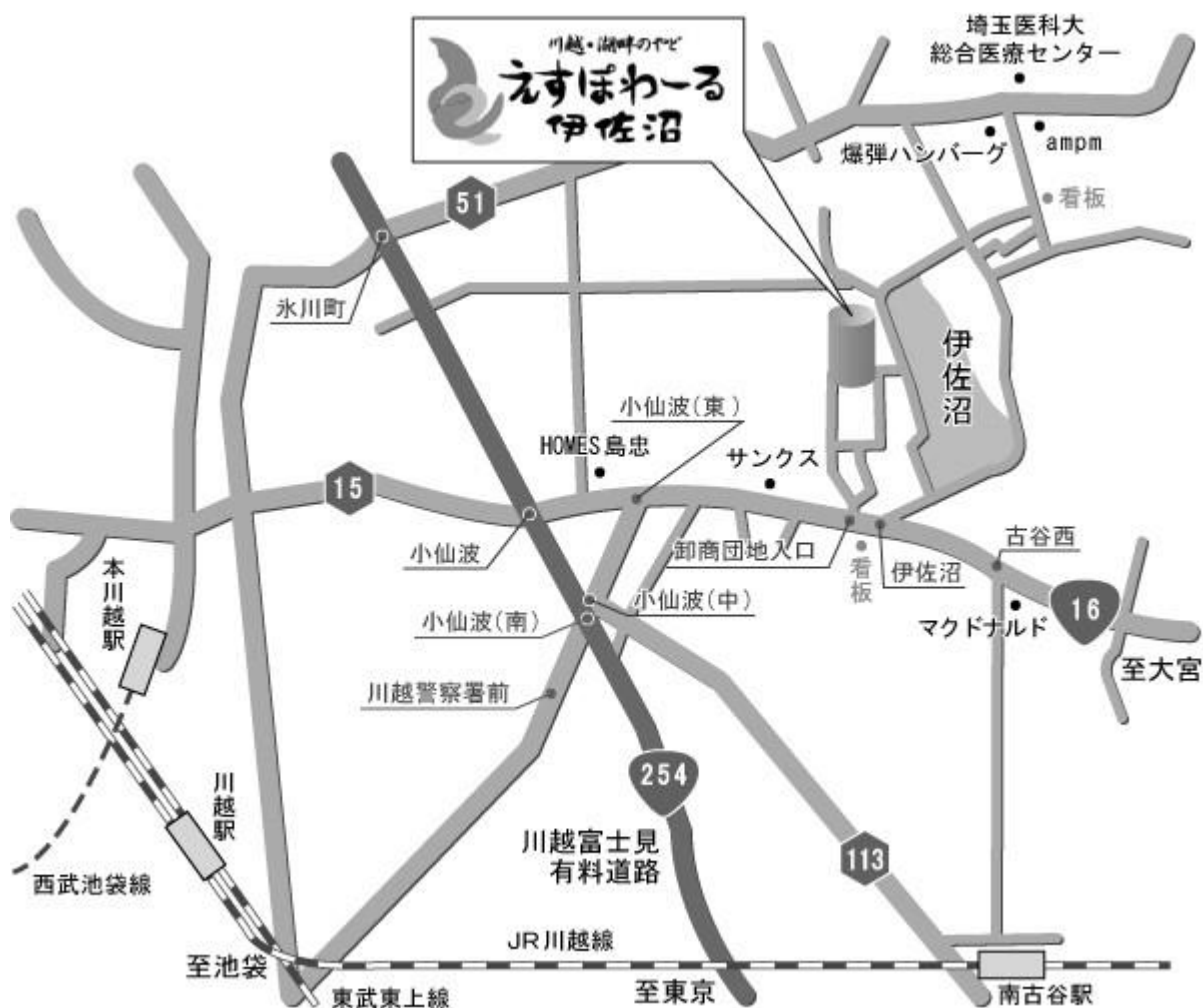 川越・湖畔のやど
えすぽわーる
伊佐沼
埼玉医科大
総合医療センター
爆弾ハンバーグ
ampm
看板
51
氷川町
伊佐沼
小仙波(東)
HOMES島忠
サンクス
15
小仙波
卸商団地入口
看板
伊佐沼
古谷西
本川越駅
小仙波(中)
小仙波(南)
マクドナルド
16
至大宮
川越警察署前
254
川越駅
川越富士見
有料道路
113
西武池袋線
JR川越線
至池袋
東武東上線
至東京
南古谷駅